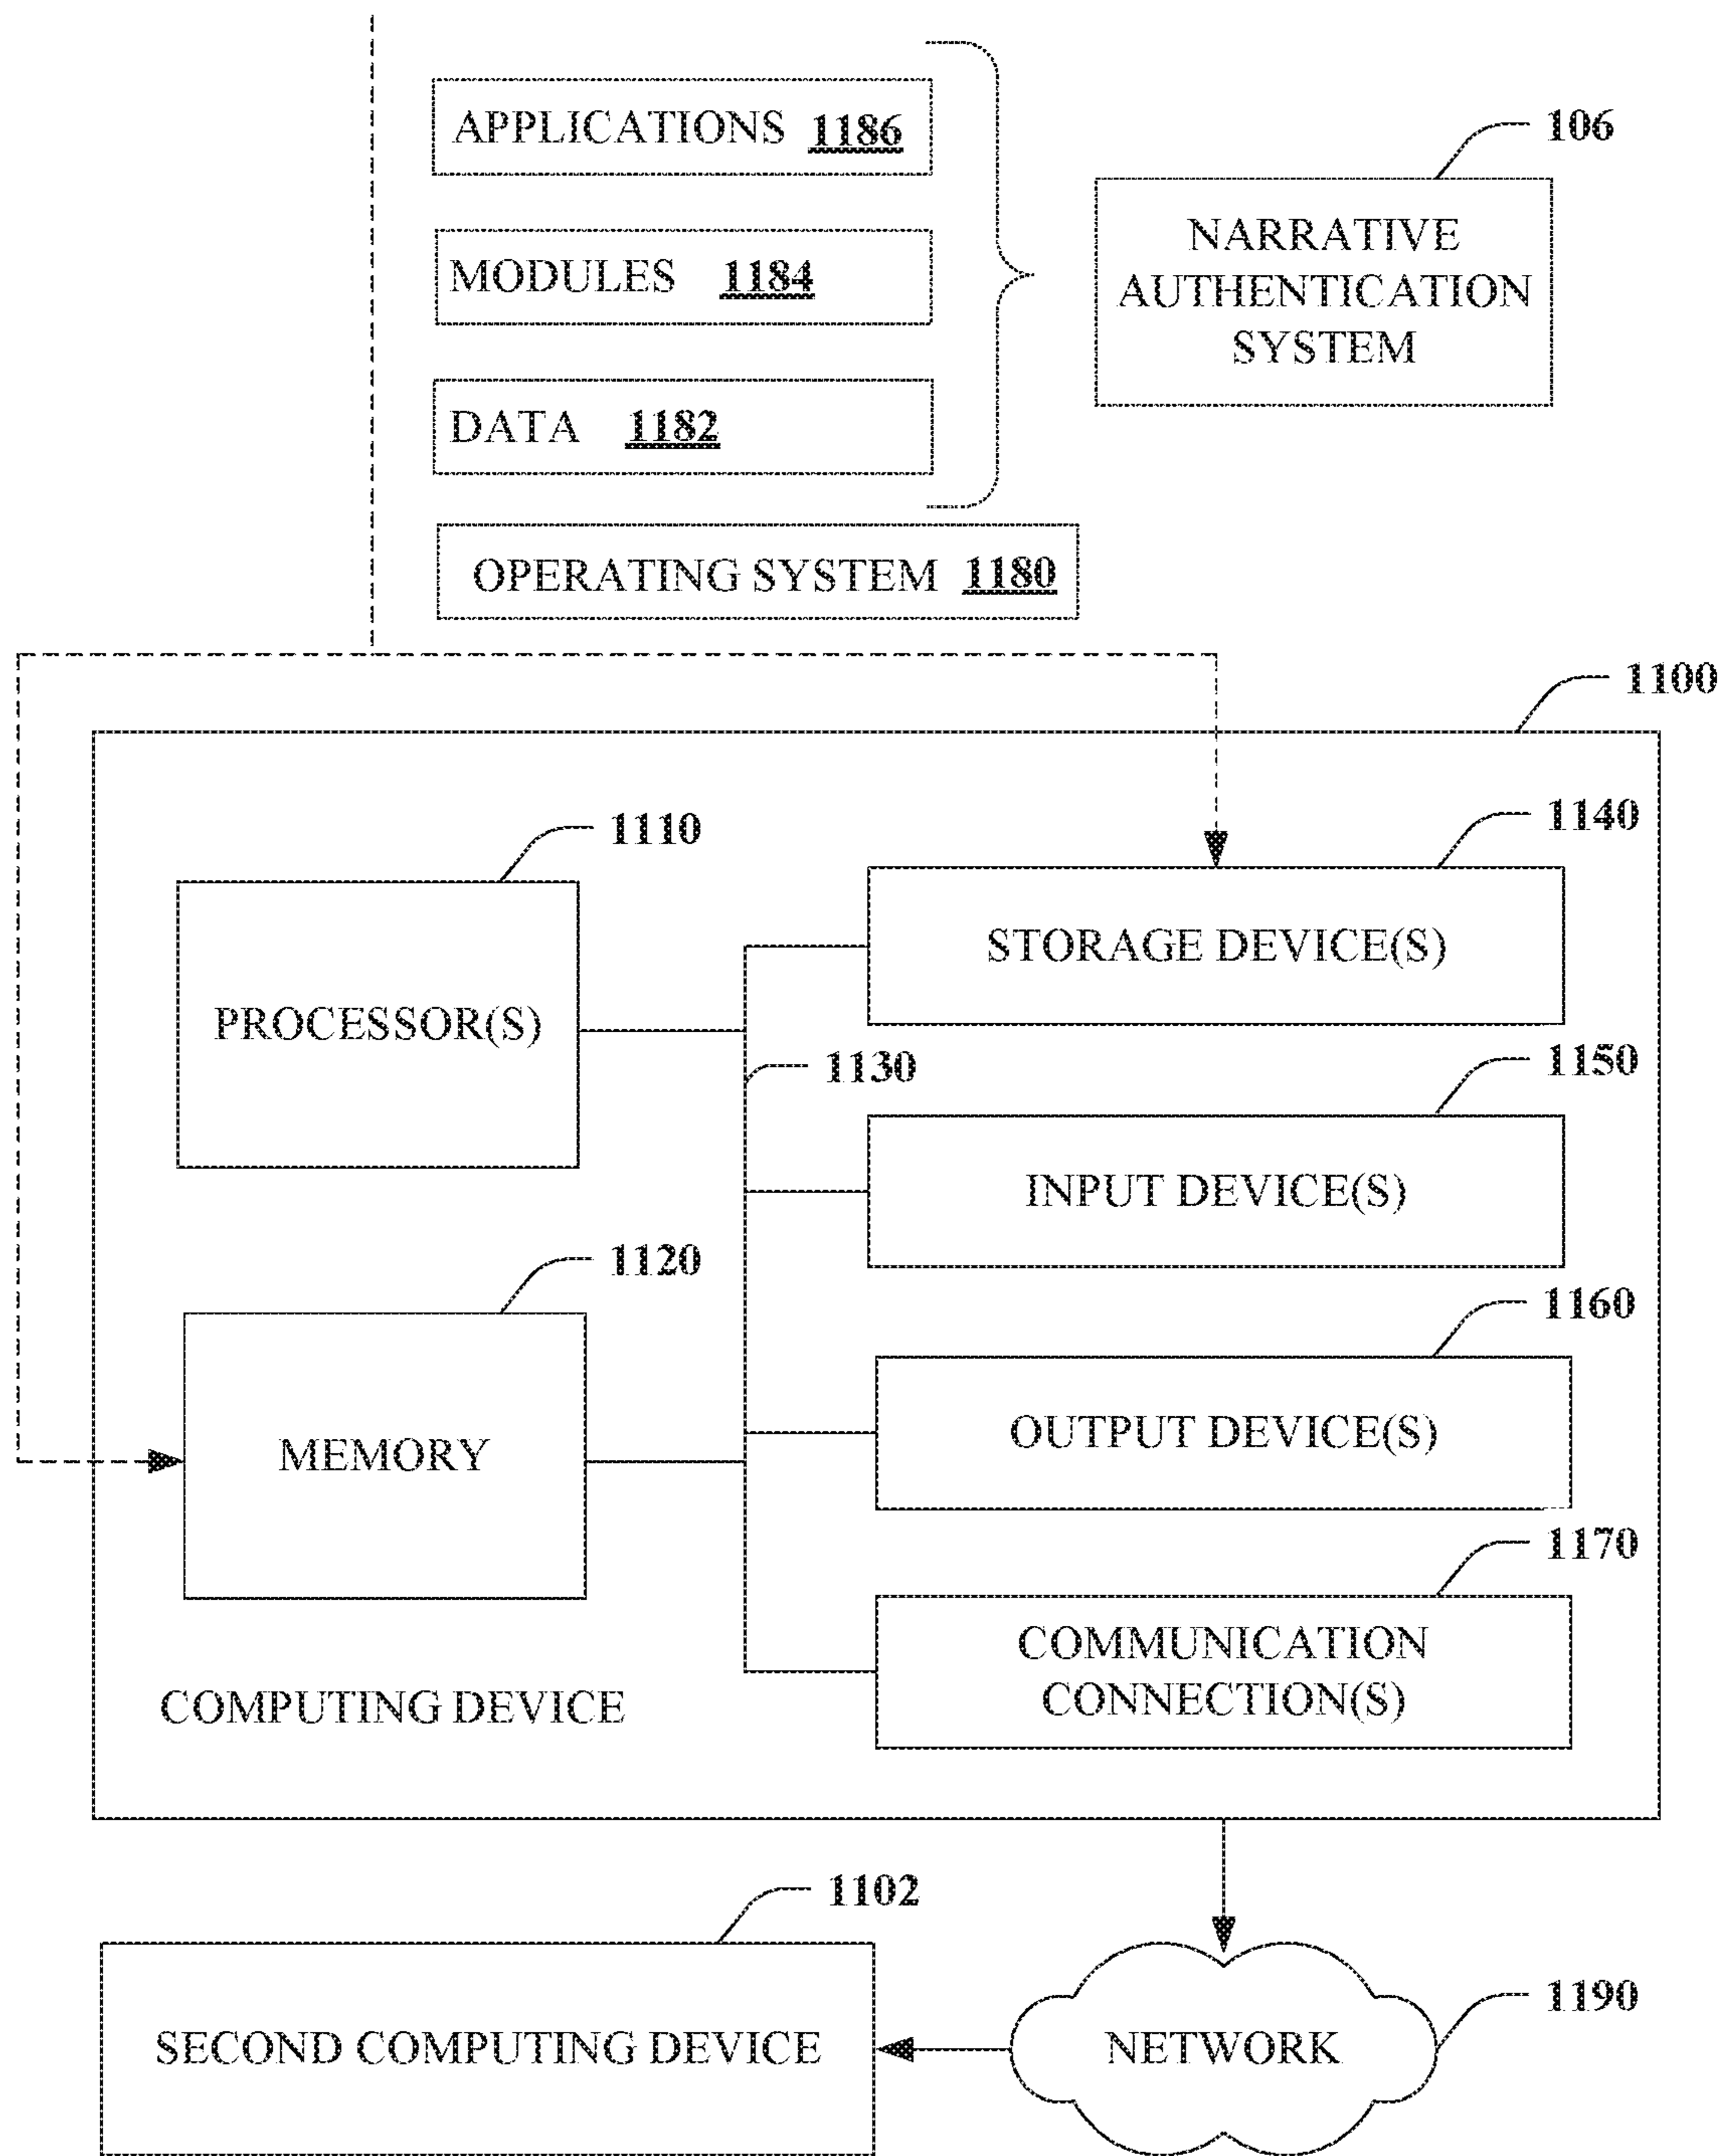 APPLICATIONS 1186
106
NARRATIVE
AUTHENTICATION
SYSTEM
MODULES 1184
DATA 1182
OPERATING SYSTEM 1180
1100
1110
1140
PROCESSOR(S)
STORAGE DEVICE(S)
1130
1150
INPUT DEVICE(S)
1120
1160
MEMORY
OUTPUT DEVICE(S)
1170
COMMUNICATION
CONNECTION(S)
COMPUTING DEVICE
1102
1190
SECOND COMPUTING DEVICE
NETWORK